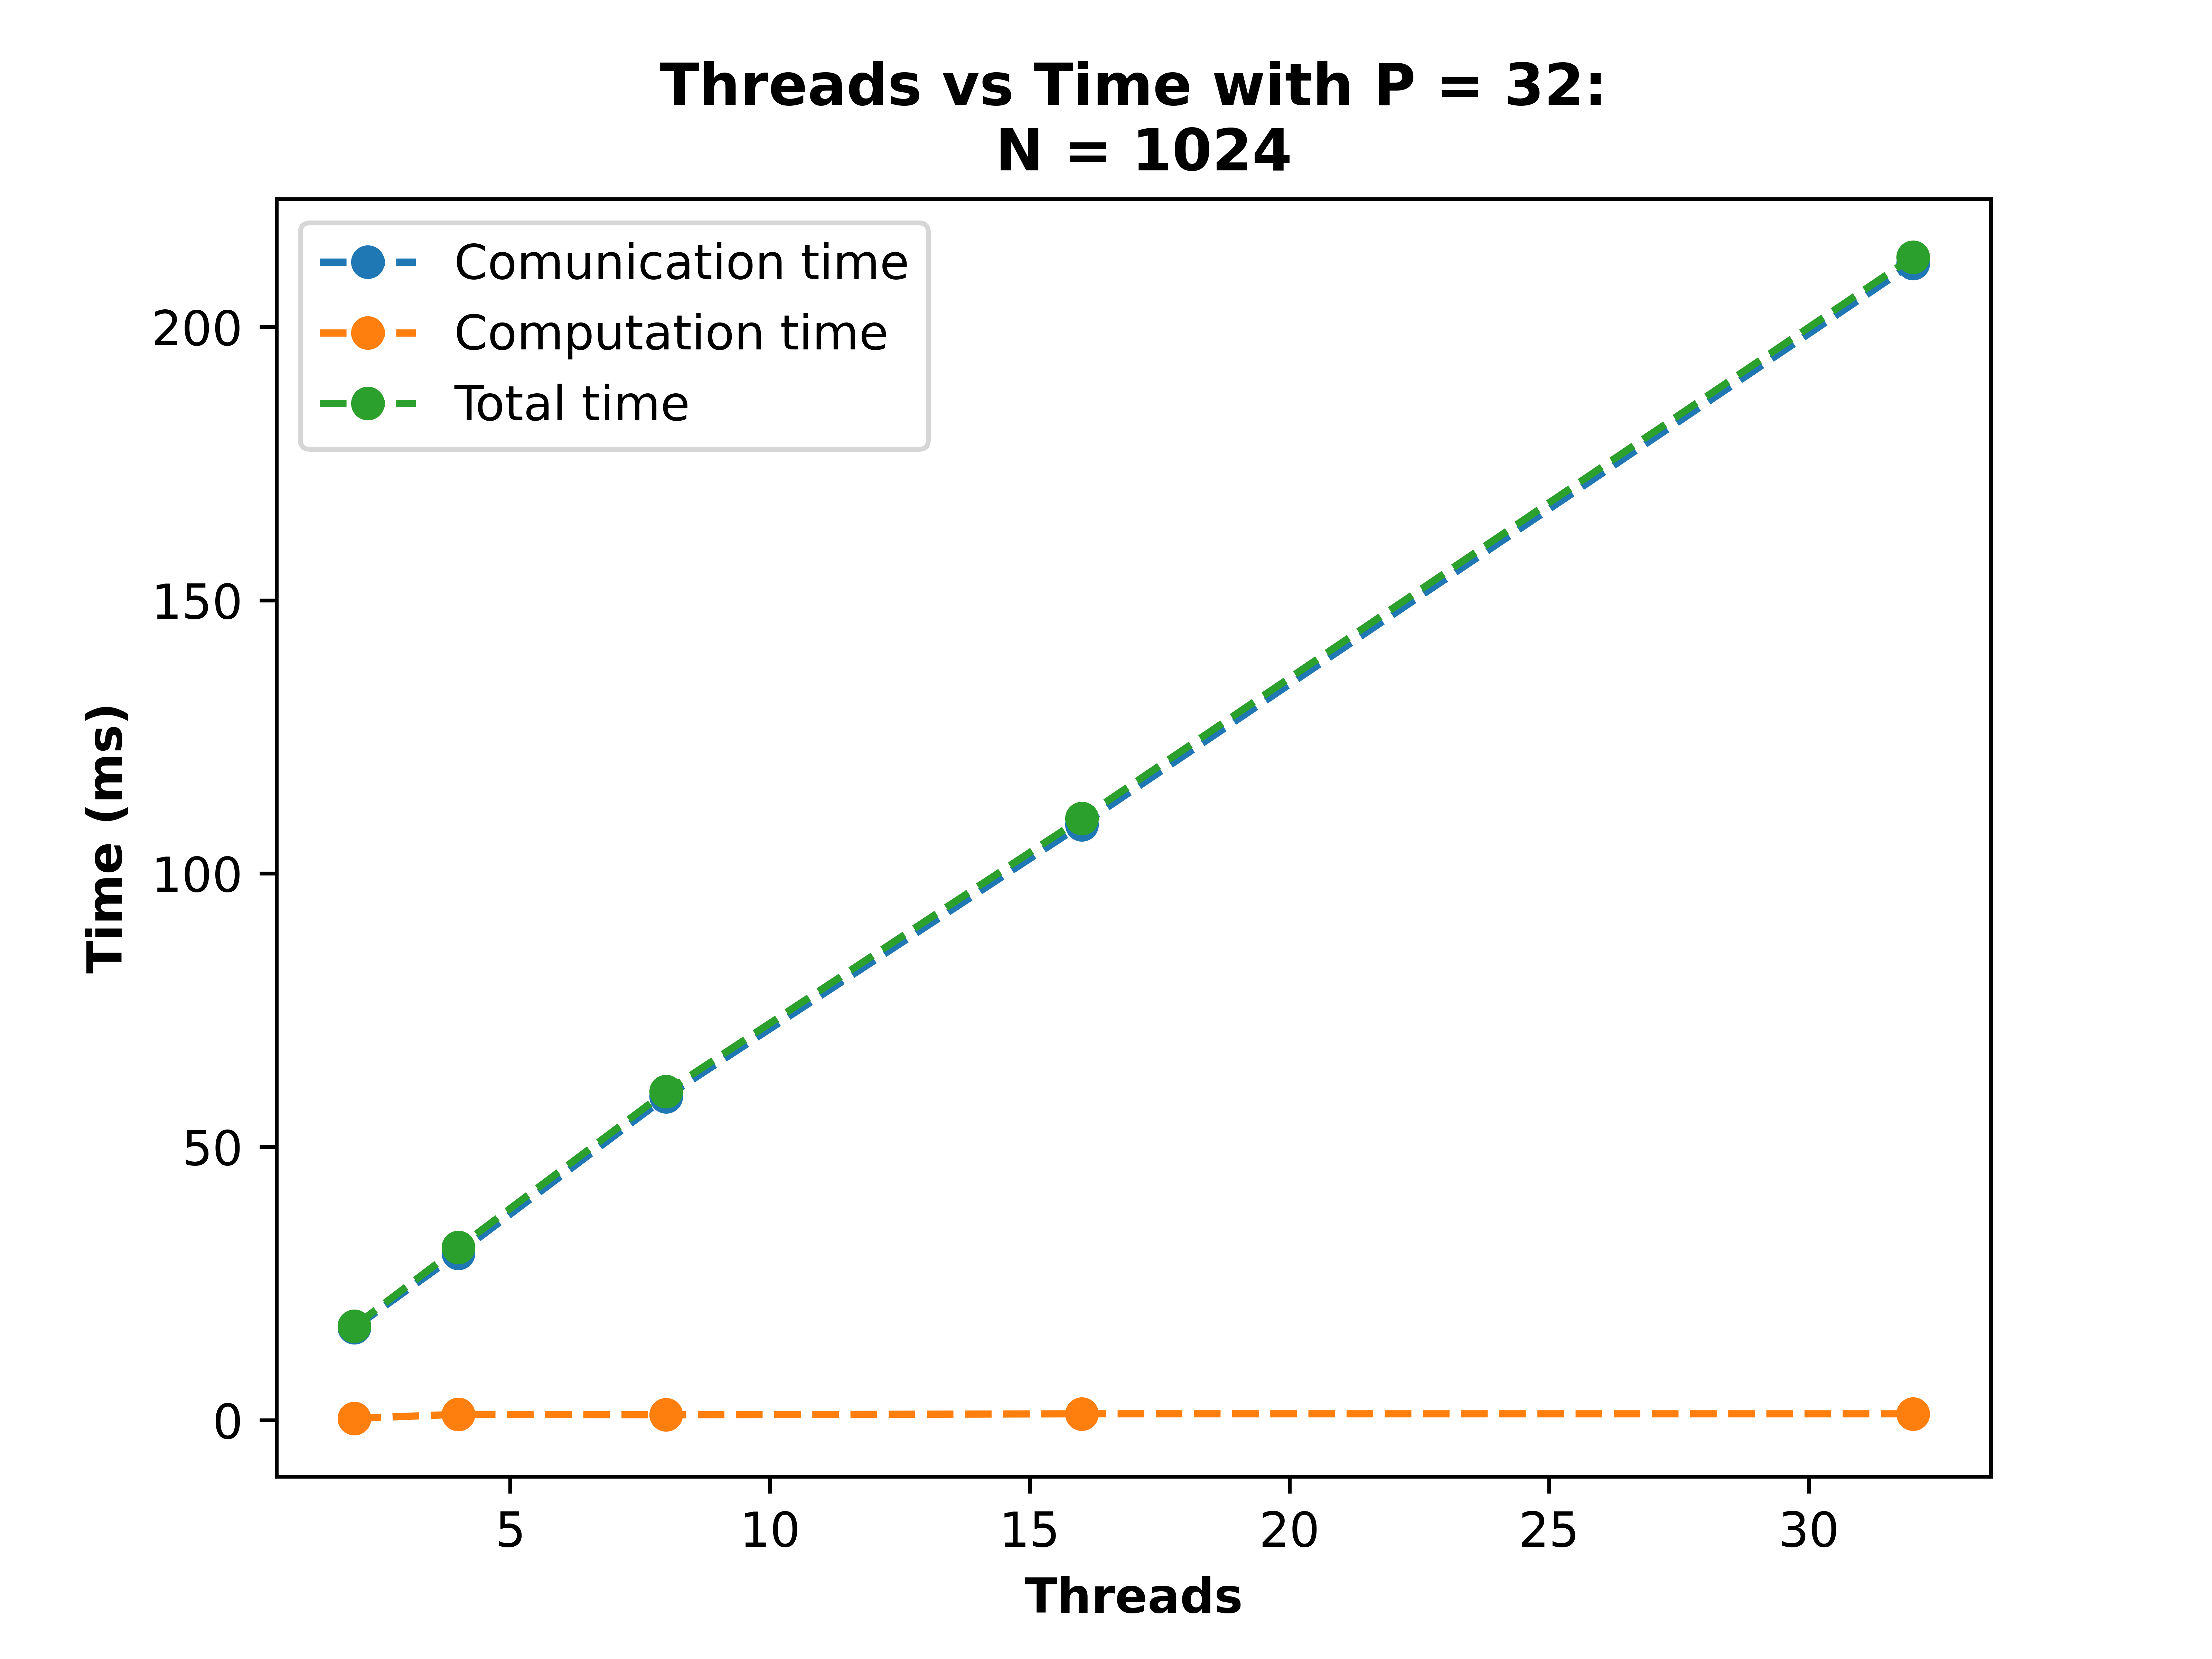 Threads vs Time with P = 32:
N = 1024
Comunication time
Computation time
Total time
Time (ms)
200
150
100
50
0
5 10 15 20 25 30
Threads